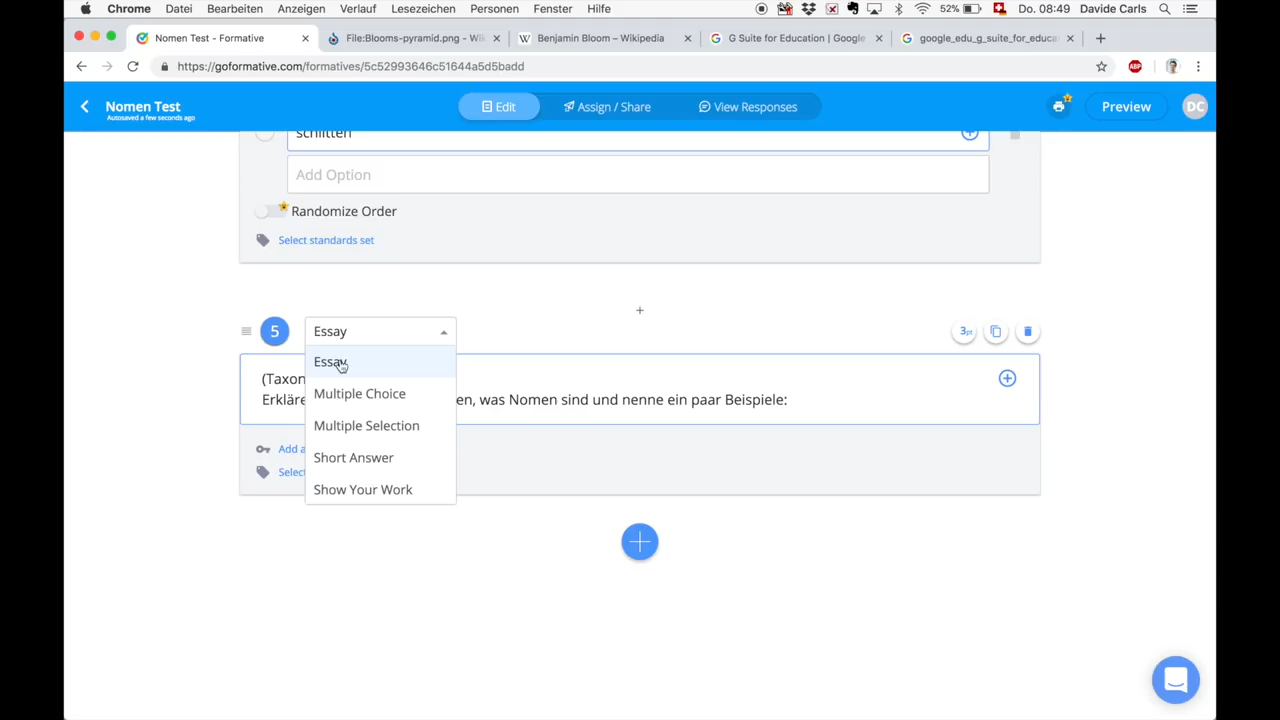 Chrome Datei Bearbeiten Anzeigen Verlauf Lesezeichen Personen Fenster Hilfe 52% Do. 08:49 Davide Carls
Nomen Test - Formative File:Blooms-pyramid.png - Wi Benjamin Bloom – Wikipedia G Suite for Education | Google google_edu_g_suite_for_educa
https://goformative.com/formatives/5c52993646c51644a5d5badd ABP
Nomen Test
Autosaved a few seconds ago
Edit Assign / Share View Responses Preview DC
schlitten
Add Option
Randomize Order
Select standards set
5 Essay 3pt
Essay
(Taxon
Multiple Choice
Erkläre en, was Nomen sind und nenne ein paar Beispiele:
Multiple Selection
Add a
Short Answer
Select
Show Your Work